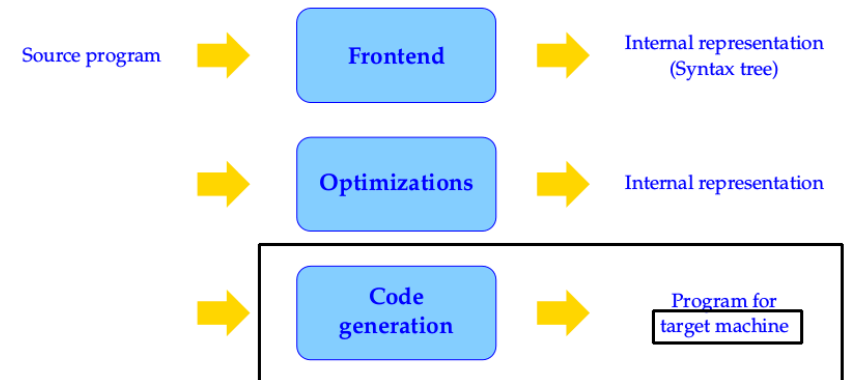 Source program
Frontend
Internal representation
(Syntax tree)
Optimizations
Internal representation
Code
generation
Program for
target machine